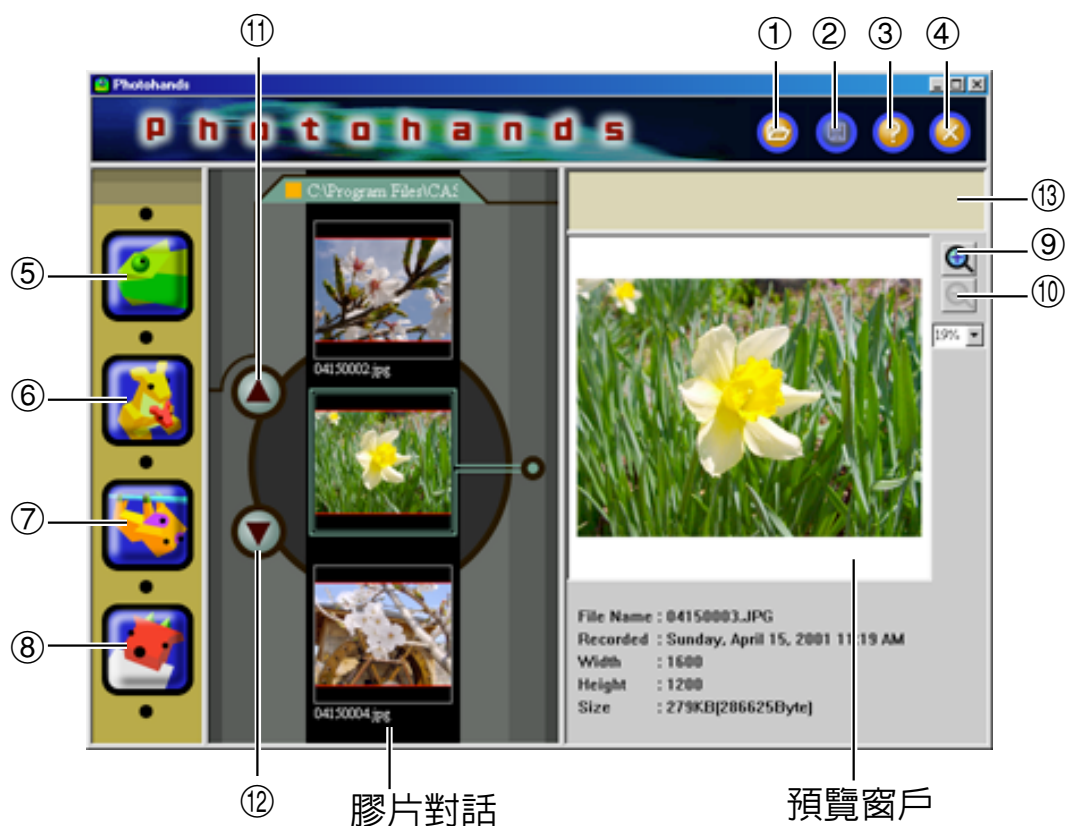 ⑪ ① ② ③ ④
Photohands
Photohands
C:\Program Files\CAS
⑬
⑤
⑨
⑩
19%
04150002.jpg
⑥
⑦
⑧
04150004.jpg
File Name : 04150003.JPG
Recorded : Sunday, April 15, 2001 11:19 AM
Width : 1600
Height : 1200
Size : 279KB[286625Byte]
⑫
膠片對話
預覽窗戶